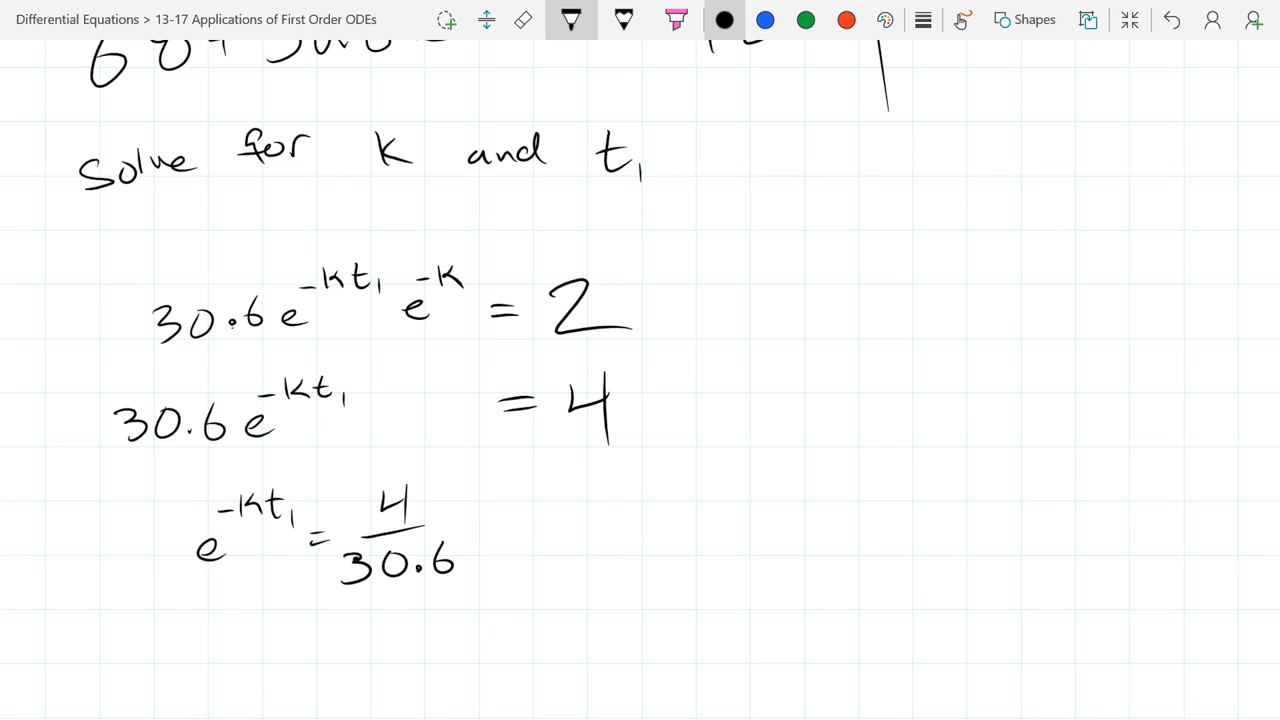 Differential Equations > 13-17 Applications of First Order ODEs
Shapes
Solve for k and t₁
30.6 e^{-kt₁} e^{-k} = 2
30.6 e^{-kt₁} = 4
e^{-kt₁} = 4/30.6